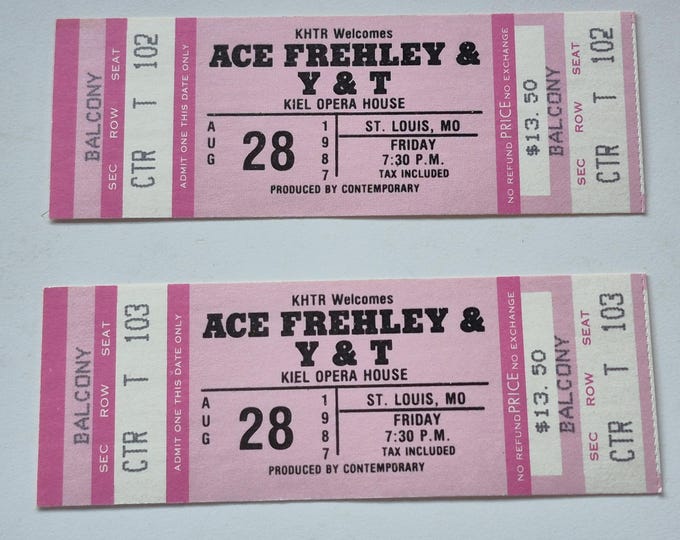 BALCONY
SEC ROW SEAT
CTR T 102
ADMIT ONE THIS DATE ONLY
KHTR Welcomes
ACE FREHLEY &
Y & T
KIEL OPERA HOUSE
AUG 28 1987
ST. LOUIS, MO
FRIDAY
7:30 P.M.
TAX INCLUDED
PRODUCED BY CONTEMPORARY
NO REFUND PRICE NO EXCHANGE
$13.50
BALCONY
SEC ROW SEAT
CTR T 102
BALCONY
SEC ROW SEAT
CTR T 103
ADMIT ONE THIS DATE ONLY
KHTR Welcomes
ACE FREHLEY &
Y & T
KIEL OPERA HOUSE
AUG 28 1987
ST. LOUIS, MO
FRIDAY
7:30 P.M.
TAX INCLUDED
PRODUCED BY CONTEMPORARY
NO REFUND PRICE NO EXCHANGE
$13.50
BALCONY
SEC ROW SEAT
CTR T 103